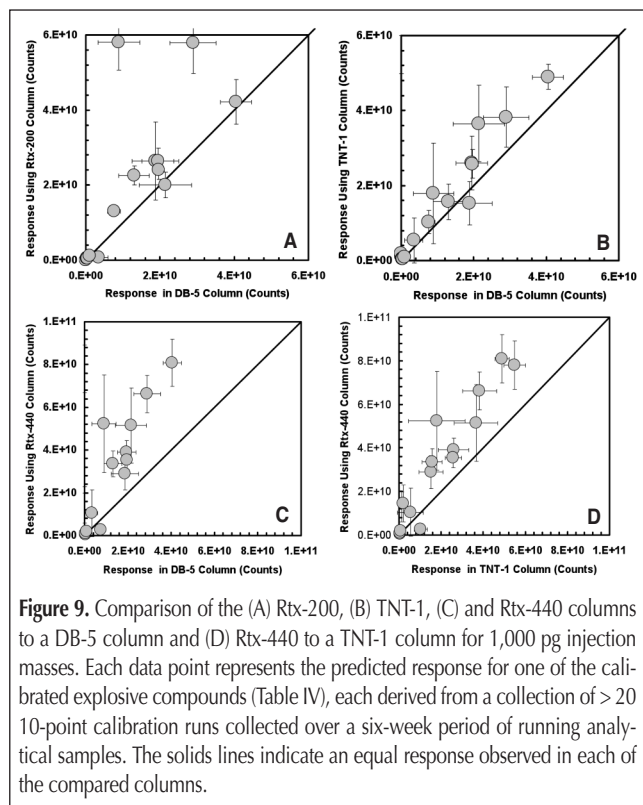 6.E+10
4.E+10
2.E+10
0.E+00
Response Using Rtx-200 Column (Counts)
A
0.E+00 2.E+10 4.E+10 6.E+10
Response in DB-5 Column (Counts)
6.E+10
4.E+10
2.E+10
0.E+00
Response Using TNT-1 Column (Counts)
B
0.E+00 2.E+10 4.E+10 6.E+10
Response in DB-5 Column (Counts)
1.E+11
8.E+10
6.E+10
4.E+10
2.E+10
0.E+00
Response Using Rtx-440 Column (Counts)
C
0.E+00 2.E+10 4.E+10 6.E+10 8.E+10 1.E+11
Response in DB-5 Column (Counts)
1.E+11
8.E+10
6.E+10
4.E+10
2.E+10
0.E+00
Response Using Rtx-440 Column (Counts)
D
0.E+00 2.E+10 4.E+10 6.E+10 8.E+10 1.E+11
Response in TNT-1 Column (Counts)
Figure 9. Comparison of the (A) Rtx-200, (B) TNT-1, (C) and Rtx-440 columns
to a DB-5 column and (D) Rtx-440 to a TNT-1 column for 1,000 pg injection
masses. Each data point represents the predicted response for one of the cali-
brated explosive compounds (Table IV), each derived from a collection of > 20
10-point calibration runs collected over a six-week period of running analy-
tical samples. The solids lines indicate an equal response observed in each of
the compared columns.